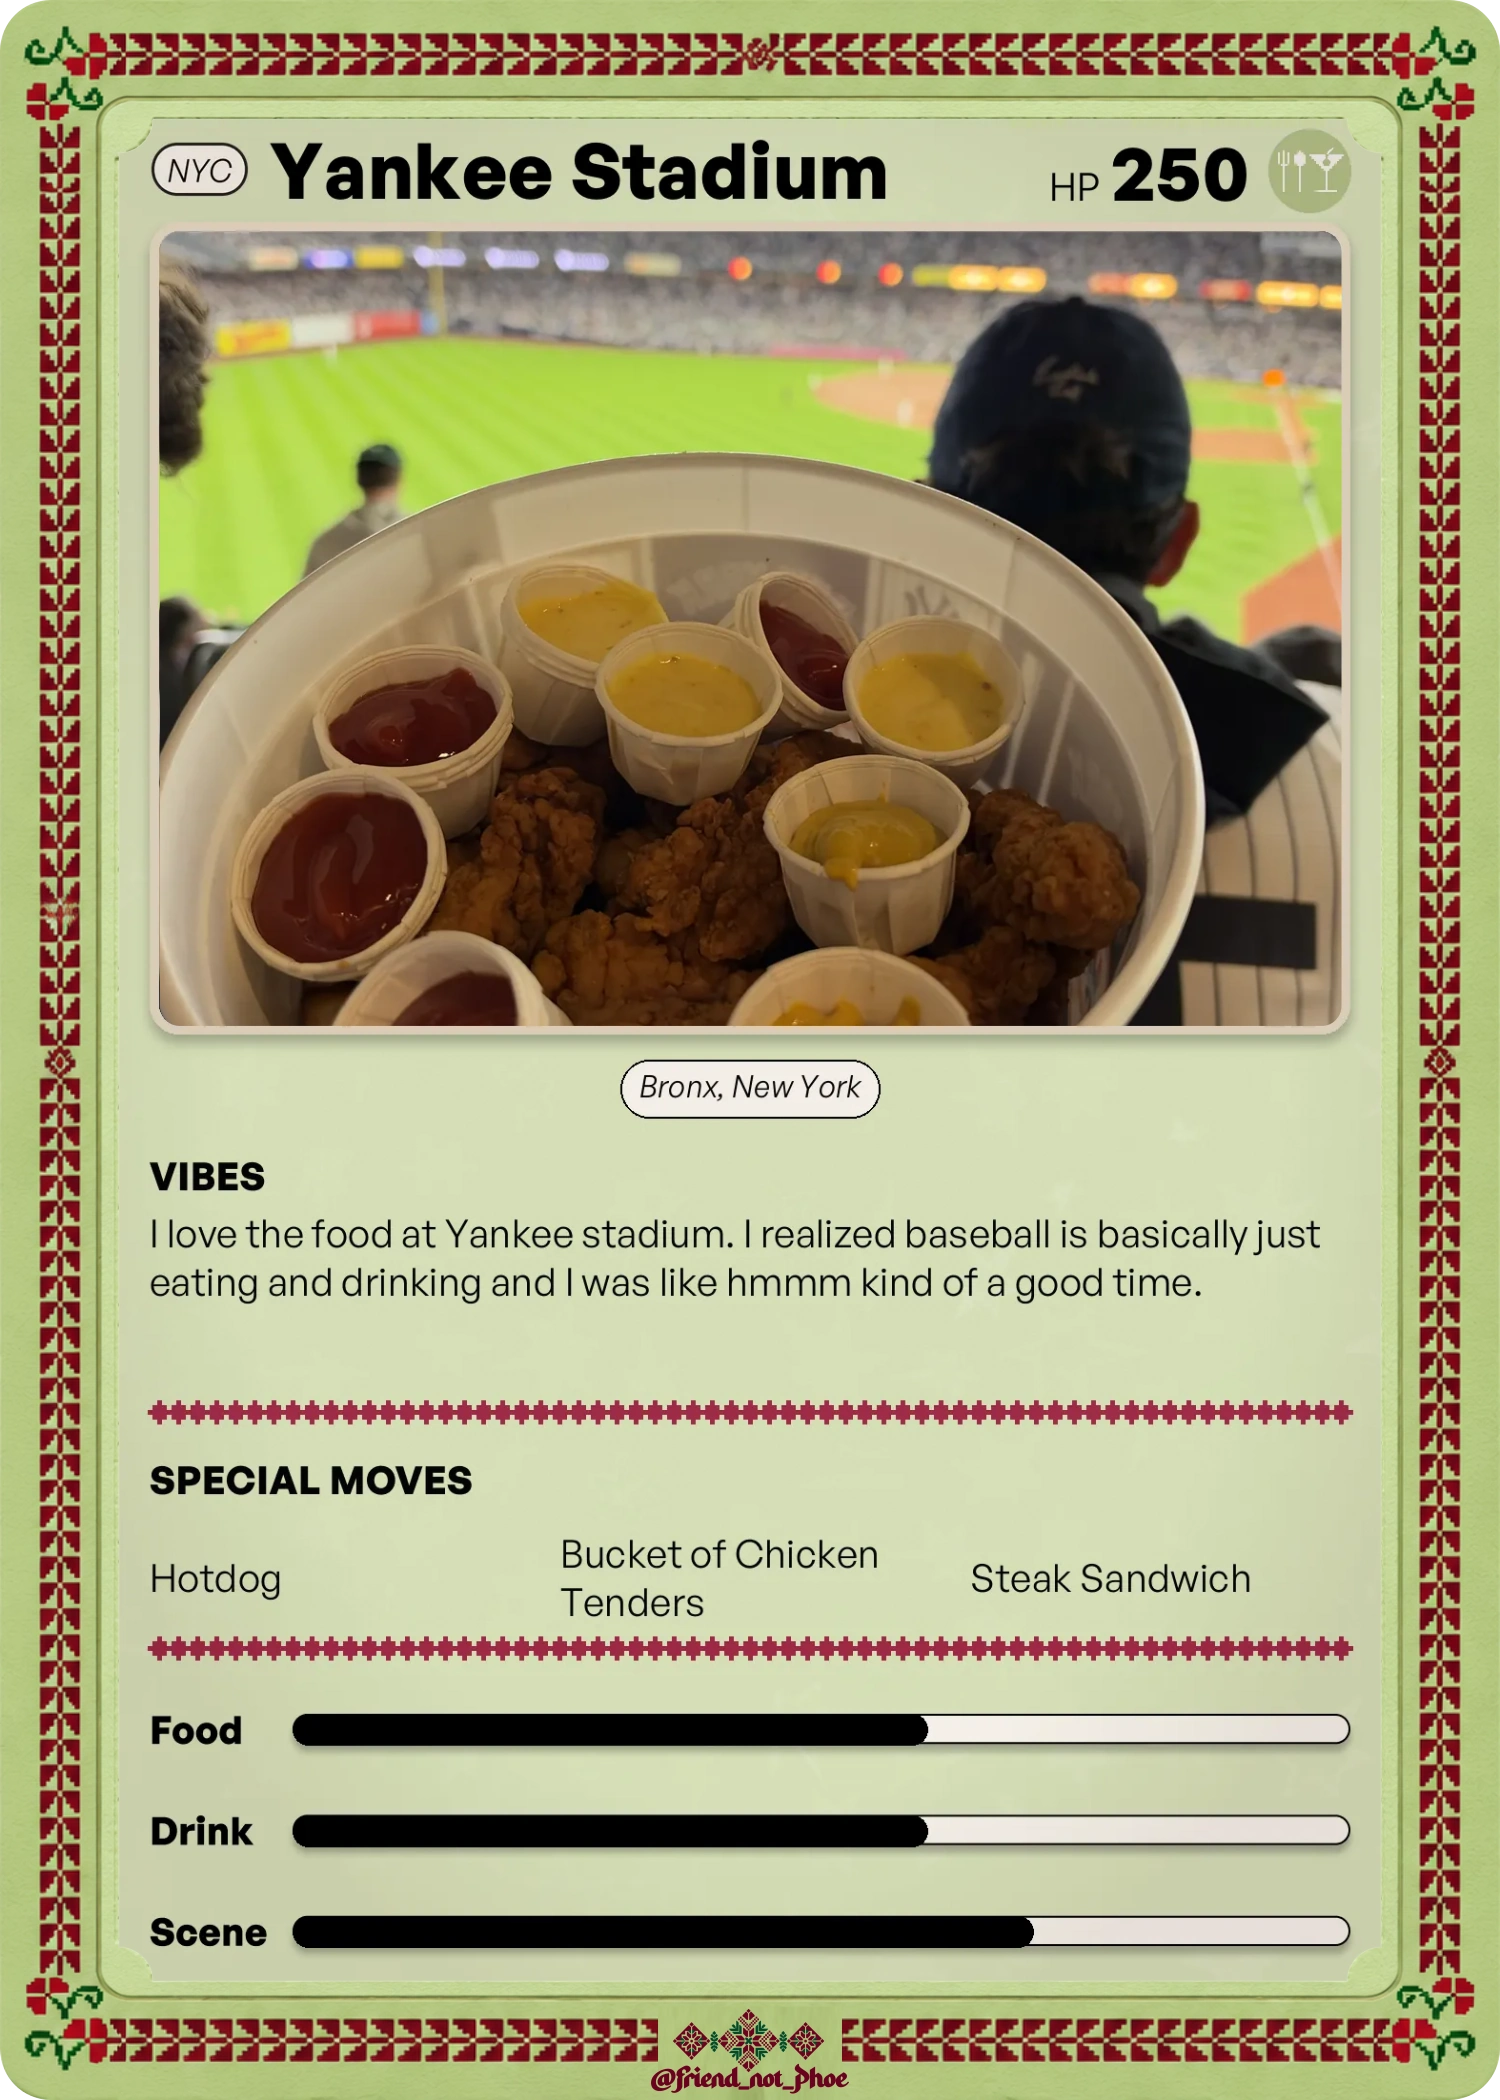 NYC Yankee Stadium HP 250
Bronx, New York
VIBES
I love the food at Yankee stadium. I realized baseball is basically just
eating and drinking and I was like hmmm kind of a good time.
SPECIAL MOVES
Hotdog
Bucket of Chicken
Tenders
Steak Sandwich
Food
Drink
Scene
@friend_not_phoe